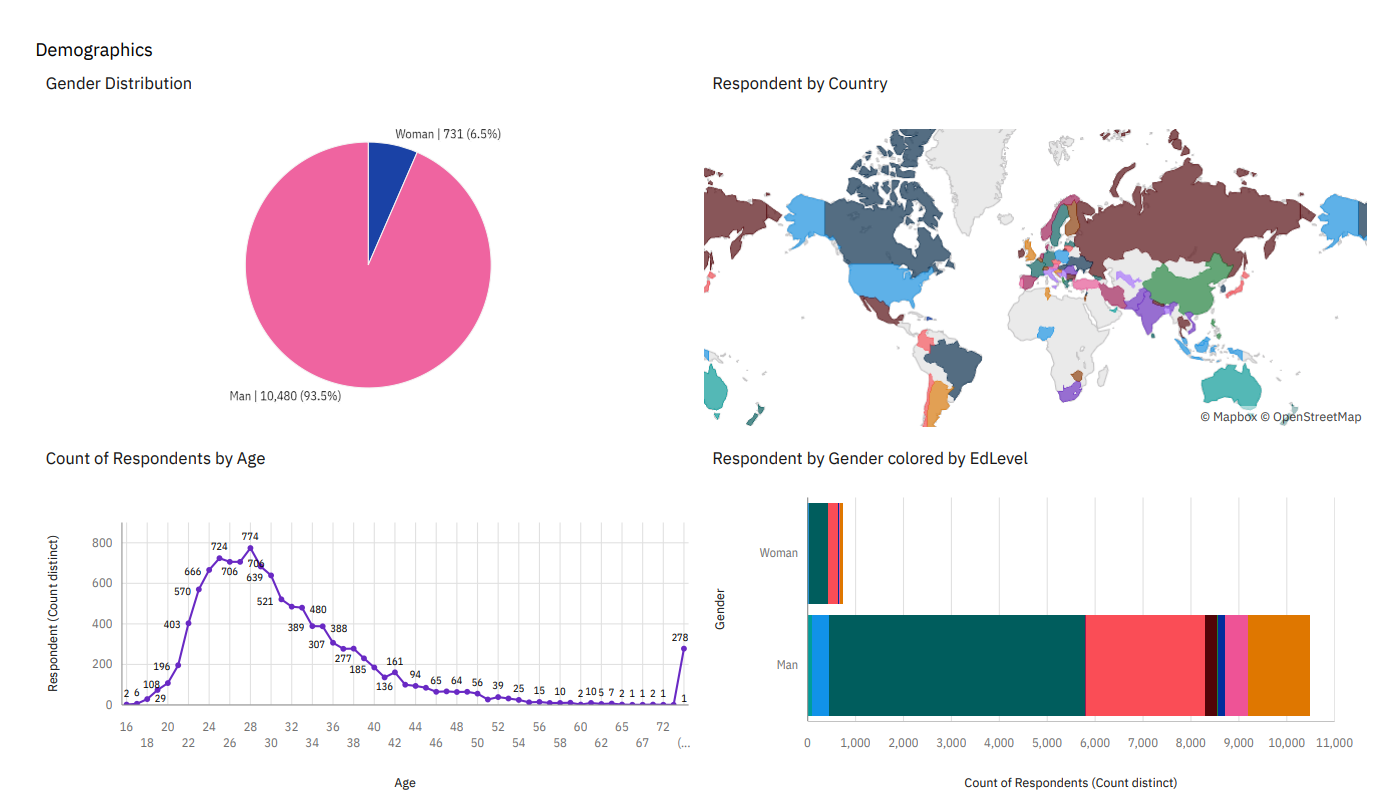 Demographics
Gender Distribution
Woman | 731 (6.5%)
Man | 10,480 (93.5%)
Respondent by Country
© Mapbox © OpenStreetMap
Count of Respondents by Age
Respondent (Count distinct)
800
600
400
200
0
2 6 29 108 196 403 570 666 724 706 774 706 639 521 389 480 307 388 277 185 136 161 94 65 64 56 39 25 15 10 2 10 5 7 2 1 1 2 1 1 278
16 20 24 28 32 36 40 44 48 52 56 60 65 72
18 22 26 30 34 38 42 46 50 54 58 62 67 (...
Age
Respondent by Gender colored by EdLevel
Gender
Woman
Man
0 1,000 2,000 3,000 4,000 5,000 6,000 7,000 8,000 9,000 10,000 11,000
Count of Respondents (Count distinct)